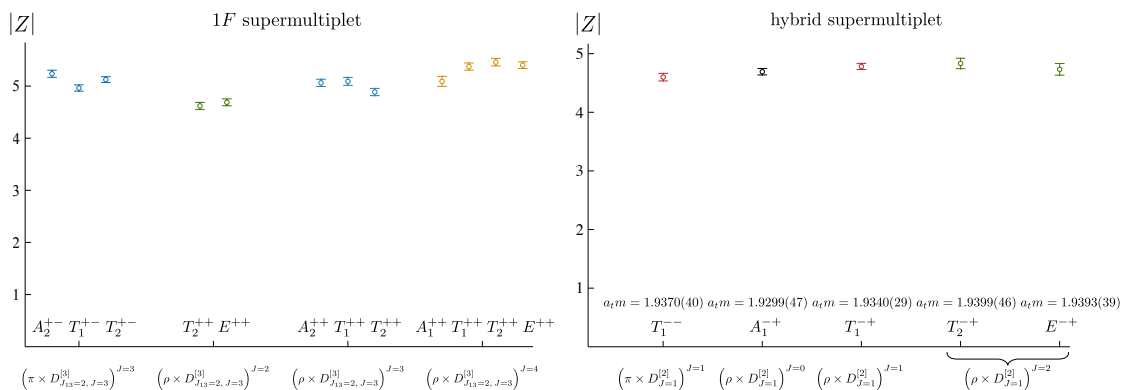 |Z| 1F supermultiplet
5
4
3
2
1
A_2^{+-} T_1^{+-} T_2^{+-} T_2^{++} E^{++} A_2^{++} T_1^{++} T_2^{++} A_1^{++} T_1^{++} T_2^{++} E^{++}
(π × D^{[3]}_{J_{13}=2, J=3})^{J=3} (ρ × D^{[3]}_{J_{13}=2, J=3})^{J=2} (ρ × D^{[3]}_{J_{13}=2, J=3})^{J=3} (ρ × D^{[3]}_{J_{13}=2, J=3})^{J=4}
|Z| hybrid supermultiplet
5
4
3
2
1
a_t m = 1.9370(40) a_t m = 1.9299(47) a_t m = 1.9340(29) a_t m = 1.9399(46) a_t m = 1.9393(39)
T_1^{--} A_1^{-+} T_1^{-+} T_2^{-+} E^{-+}
(π × D^{[2]}_{J=1})^{J=1} (ρ × D^{[2]}_{J=1})^{J=0} (ρ × D^{[2]}_{J=1})^{J=1} (ρ × D^{[2]}_{J=1})^{J=2}